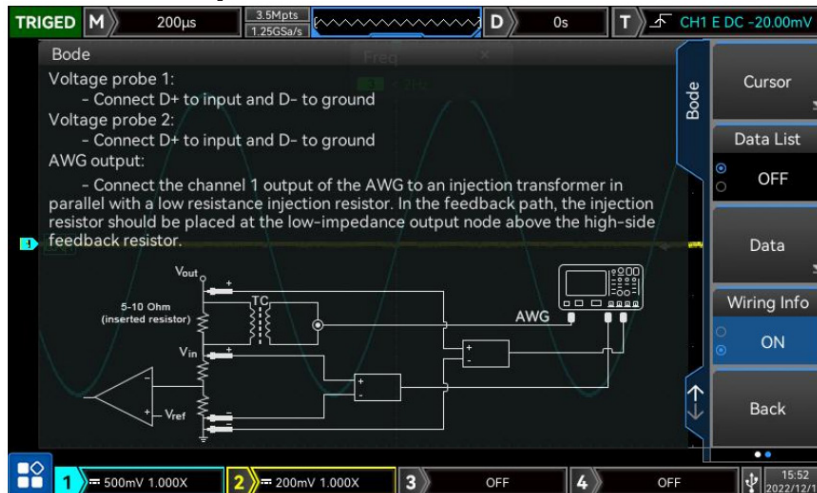 TRIGED M 200μs 3.5Mpts D 0s T CH1 E DC -20.00mV
1.25GSa/s
Bode
Freq ×
Voltage probe 1:
- Connect D+ to input and D- to ground
Voltage probe 2:
- Connect D+ to input and D- to ground
AWG output:
- Connect the channel 1 output of the AWG to an injection transformer in
parallel with a low resistance injection resistor. In the feedback path, the injection
resistor should be placed at the low-impedance output node above the high-side
feedback resistor.
Vout
+
TC
5-10 Ohm
(inserted resistor)
AWG
Vin
+
+
-
+
-
-
+
Vref
-
-
Bode
Cursor
Data List
OFF
Data
Wiring Info
ON
Back
1 500mV 1.000X 2 200mV 1.000X 3 OFF 4 OFF 15:52